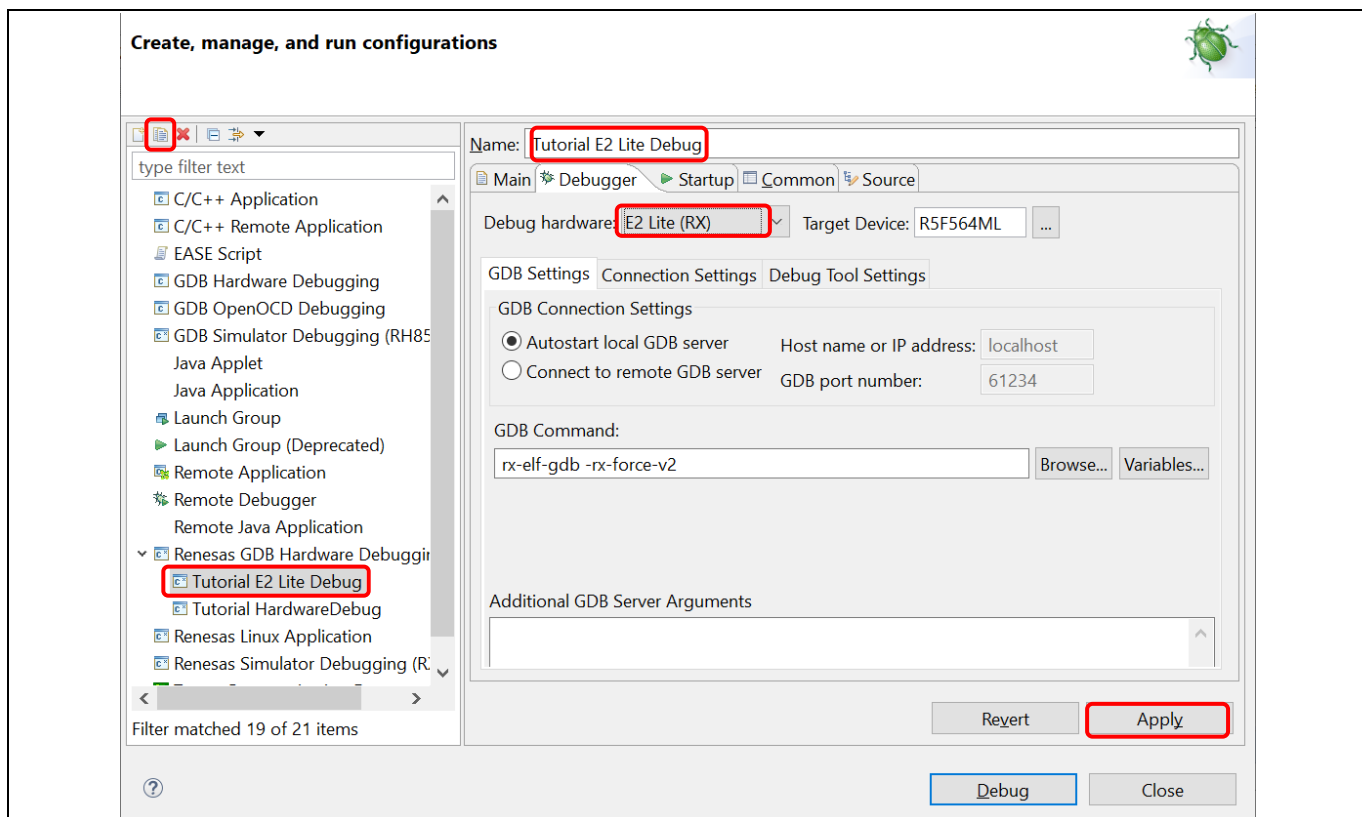 Create, manage, and run configurations
type filter text
C/C++ Application
C/C++ Remote Application
EASE Script
GDB Hardware Debugging
GDB OpenOCD Debugging
GDB Simulator Debugging (RH85
Java Applet
Java Application
Launch Group
Launch Group (Deprecated)
Remote Application
Remote Debugger
Remote Java Application
Renesas GDB Hardware Debuggin
Tutorial E2 Lite Debug
Tutorial HardwareDebug
Renesas Linux Application
Renesas Simulator Debugging (RX
Filter matched 19 of 21 items
Name: Tutorial E2 Lite Debug
Main Debugger Startup Common Source
Debug hardware: E2 Lite (RX) Target Device: R5F564ML ...
GDB Settings Connection Settings Debug Tool Settings
GDB Connection Settings
Autostart local GDB server Host name or IP address: localhost
Connect to remote GDB server GDB port number: 61234
GDB Command:
rx-elf-gdb -rx-force-v2 Browse... Variables...
Additional GDB Server Arguments
Revert Apply
? Debug Close